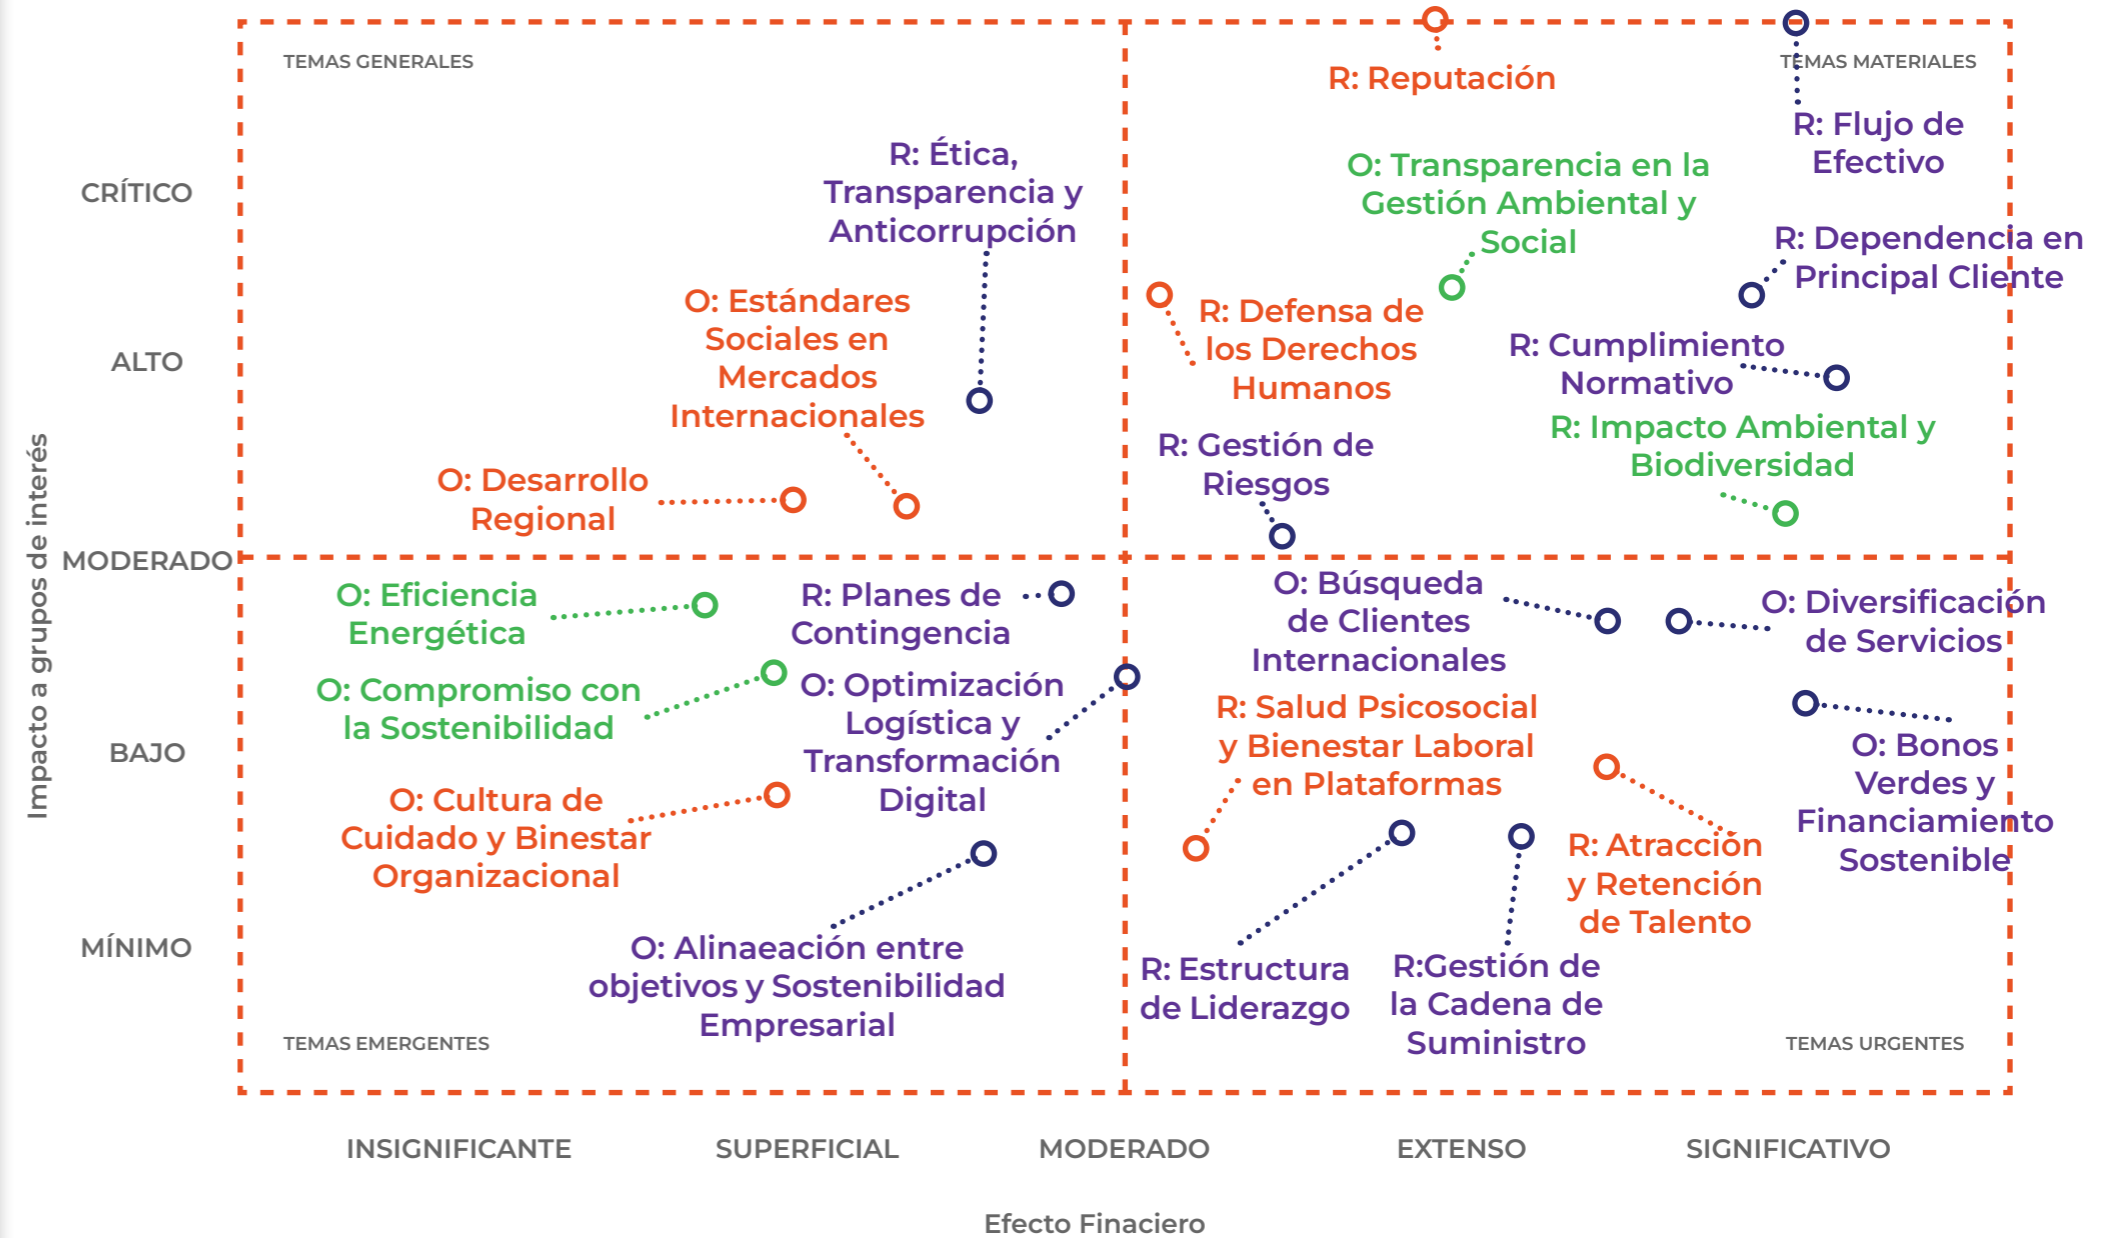 TEMAS GENERALES
TEMAS MATERIALES
R: Reputación
R: Flujo de
Efectivo
R: Ética,
Transparencia y
Anticorrupción
O: Transparencia en la
Gestión Ambiental y
Social
CRÍTICO
R: Dependencia en
Principal Cliente
O: Estándares
Sociales en
Mercados
Internacionales
R: Defensa de
los Derechos
Humanos
R: Cumplimiento
Normativo
ALTO
R: Impacto Ambiental y
Biodiversidad
R: Gestión de
Riesgos
O: Desarrollo
Regional
Impacto a grupos de interés
MODERADO
O: Eficiencia
Energética
R: Planes de
Contingencia
O: Búsqueda
de Clientes
Internacionales
O: Diversificación
de Servicios
O: Compromiso con
la Sostenibilidad
O: Optimización
Logística y
Transformación
Digital
R: Salud Psicosocial
y Bienestar Laboral
en Plataformas
O: Bonos
Verdes y
Financiamiento
Sostenible
BAJO
O: Cultura de
Cuidado y Binestar
Organizacional
R: Atracción
y Retención
de Talento
MÍNIMO
O: Alinaeación entre
objetivos y Sostenibilidad
Empresarial
R: Estructura
de Liderazgo
R:Gestión de
la Cadena de
Suministro
TEMAS EMERGENTES
TEMAS URGENTES
INSIGNIFICANTE
SUPERFICIAL
MODERADO
EXTENSO
SIGNIFICATIVO
Efecto Finaciero